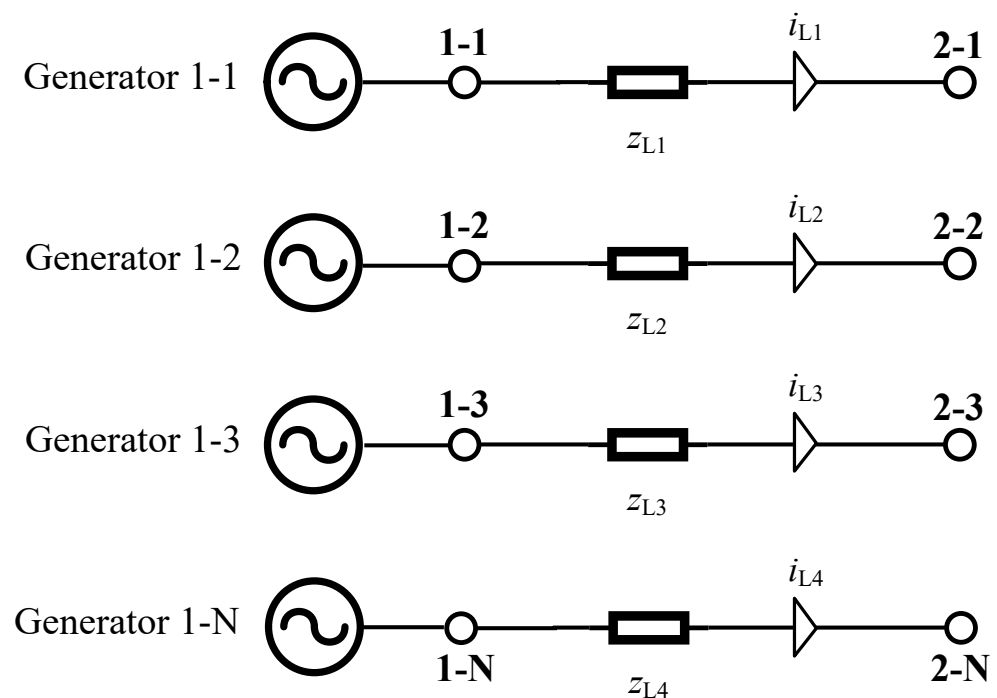 Generator 1-1
1-1
z_L1
i_L1
2-1
Generator 1-2
1-2
z_L2
i_L2
2-2
Generator 1-3
1-3
z_L3
i_L3
2-3
Generator 1-N
1-N
z_L4
i_L4
2-N